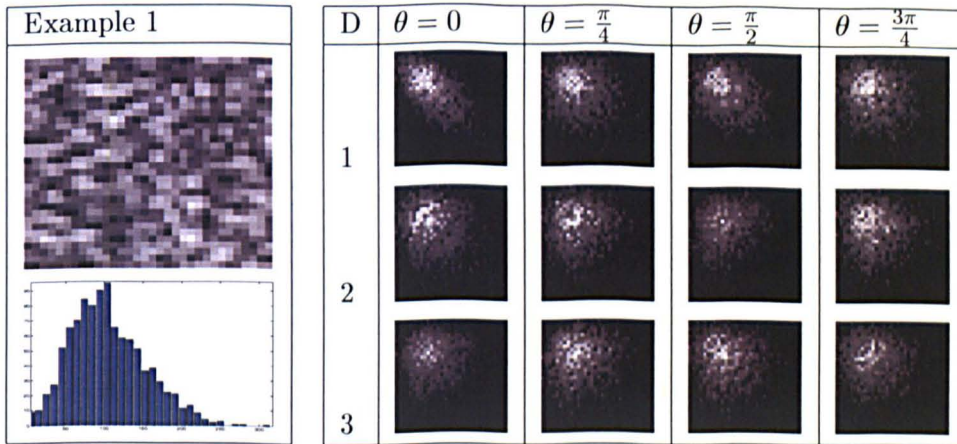 Example 1
D θ = 0 θ = π/4 θ = π/2 θ = 3π/4
1
2
3